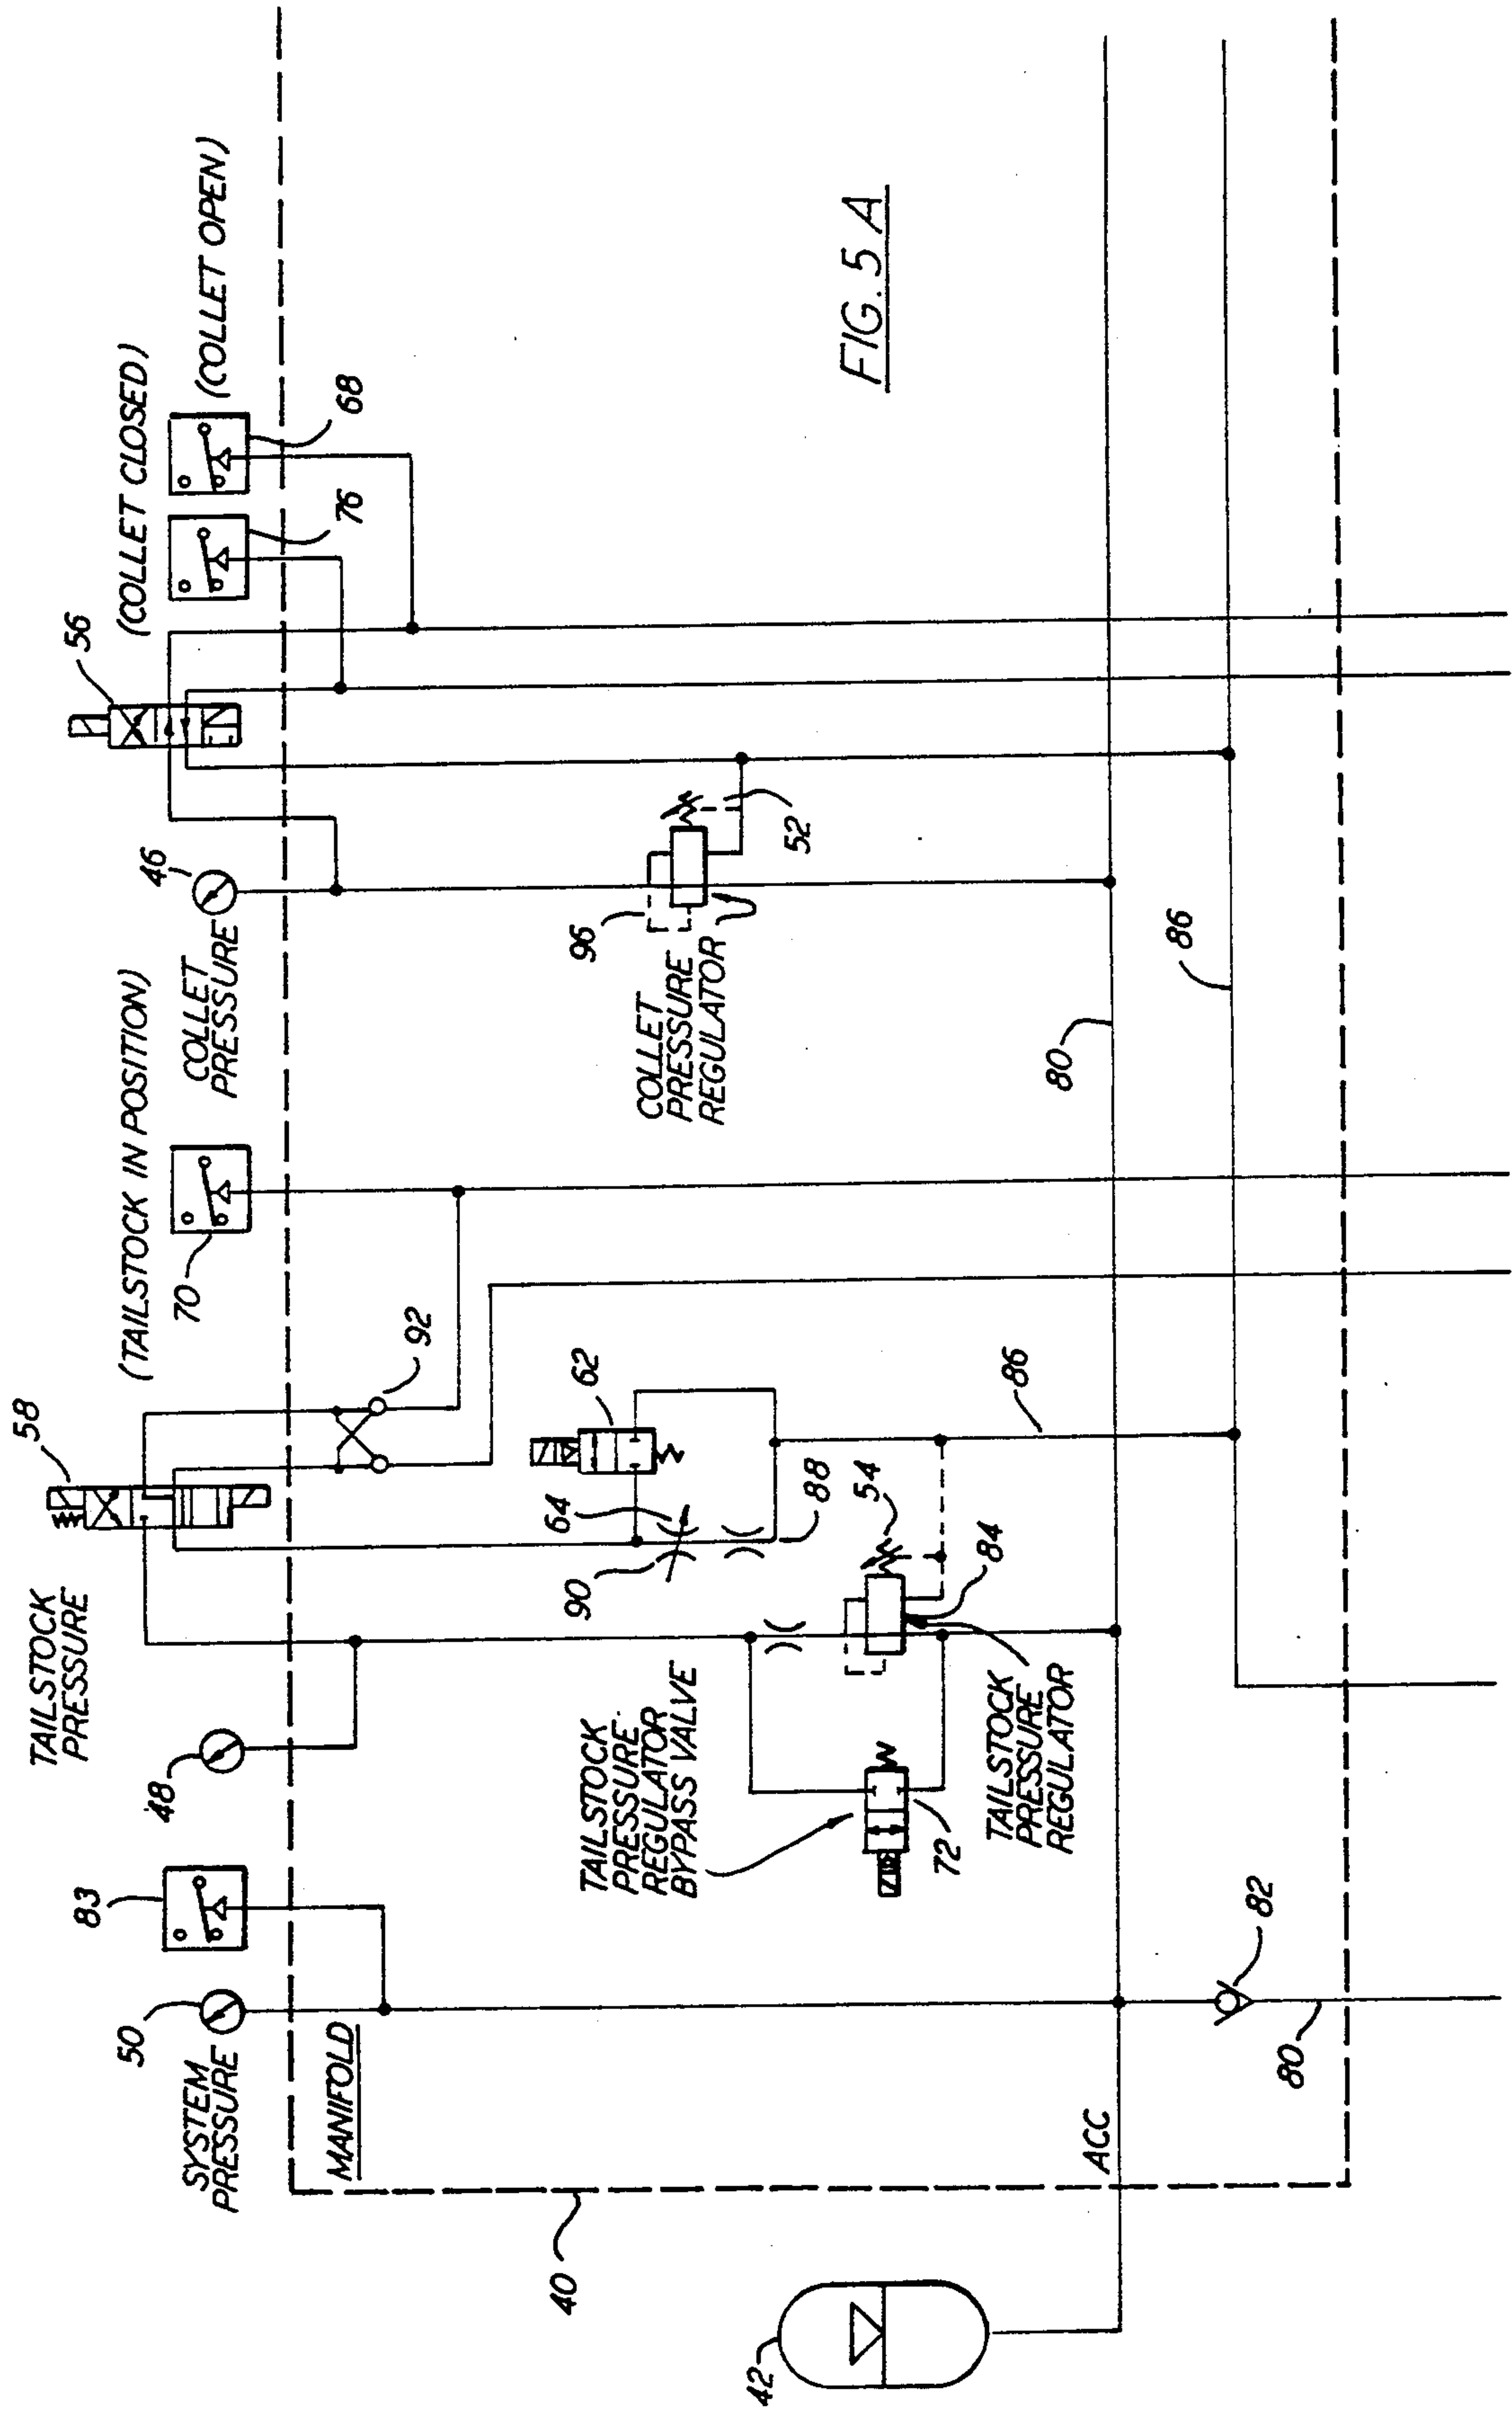 58
56
(COLLET CLOSED)
(COLLET OPEN)
TAILSTOCK
PRESSURE
(TAILSTOCK IN POSITION)
46
COLLET
PRESSURE
76
68
83
48
50
70
SYSTEM
PRESSURE
MANIFOLD
92
62
64
90
88
96
52
COLLET
PRESSURE
REGULATOR
TAILSTOCK
PRESSURE
REGULATOR
BYPASS VALVE
54
84
72
TAILSTOCK
PRESSURE
REGULATOR
86
80
86
FIG. 5 A
40
42
ACC
82
80